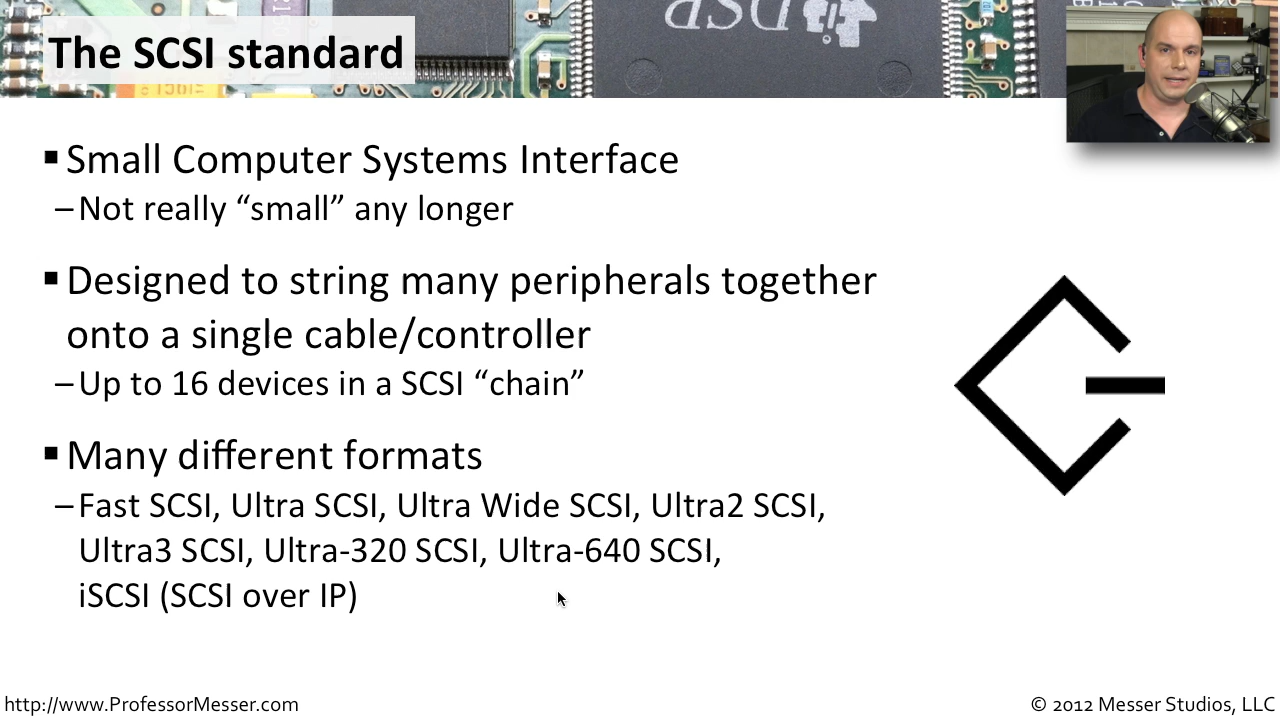 The SCSI standard
DSP
▪ Small Computer Systems Interface
– Not really “small” any longer
▪ Designed to string many peripherals together
onto a single cable/controller
– Up to 16 devices in a SCSI “chain”
▪ Many different formats
– Fast SCSI, Ultra SCSI, Ultra Wide SCSI, Ultra2 SCSI,
Ultra3 SCSI, Ultra-320 SCSI, Ultra-640 SCSI,
iSCSI (SCSI over IP)
http://www.ProfessorMesser.com
© 2012 Messer Studios, LLC